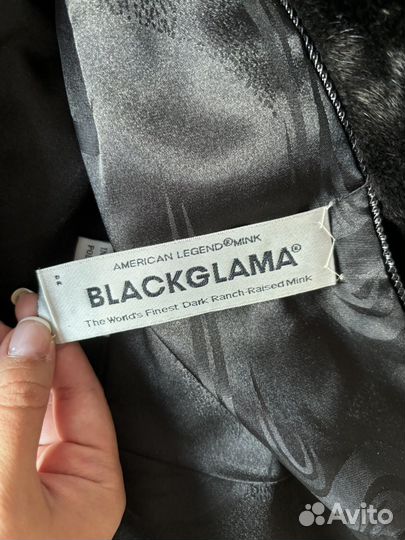 AMERICAN LEGEND® MINK
BLACKGLAMA®
The World's Finest Dark Ranch-Raised Mink
Avito